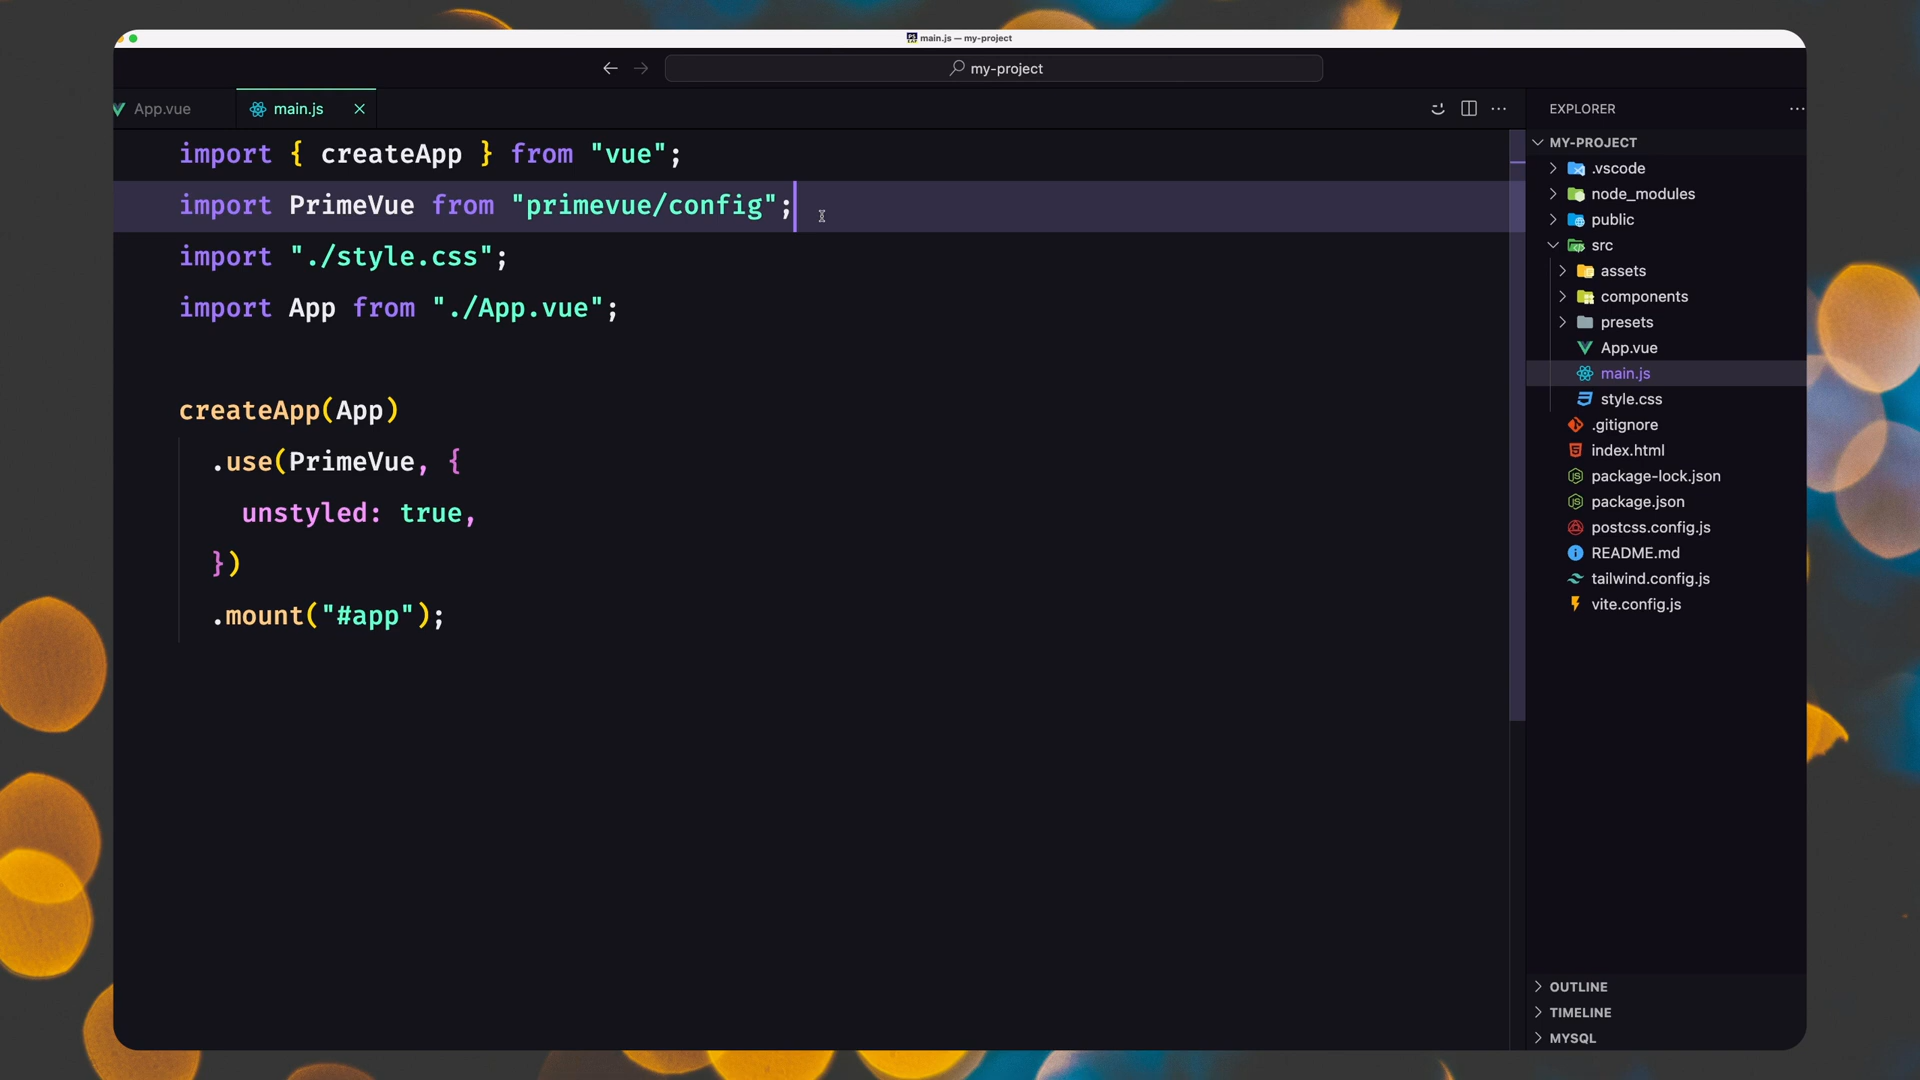 main.js — my-project
my-project
App.vue
main.js
import { createApp } from "vue";
import PrimeVue from "primevue/config";
import "./style.css";
import App from "./App.vue";
createApp(App)
.use(PrimeVue, {
unstyled: true,
})
.mount("#app");
EXPLORER
MY-PROJECT
.vscode
node_modules
public
src
assets
components
presets
App.vue
main.js
style.css
.gitignore
index.html
package-lock.json
package.json
postcss.config.js
README.md
tailwind.config.js
vite.config.js
OUTLINE
TIMELINE
MYSQL